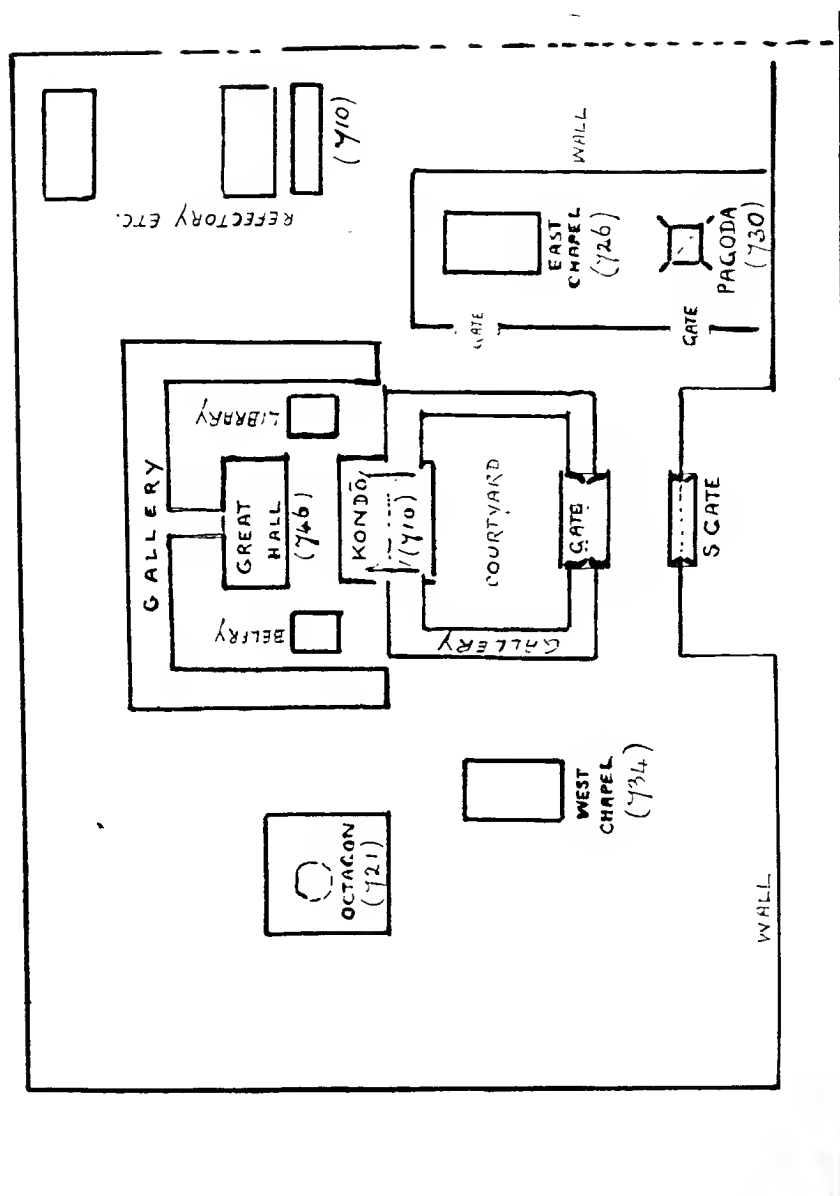 REFECTORY ETC.
(710)
WALL
EAST
CHAPEL
(726)
PAGODA
(730)
GATE
GATE
GALLERY
LIBRARY
GREAT
HALL
(746)
BELFRY
KONDŌ
(710)
COURTYARD
GATE
GALLERY
S GATE
OCTAGON
(721)
WEST
CHAPEL
(734)
WALL